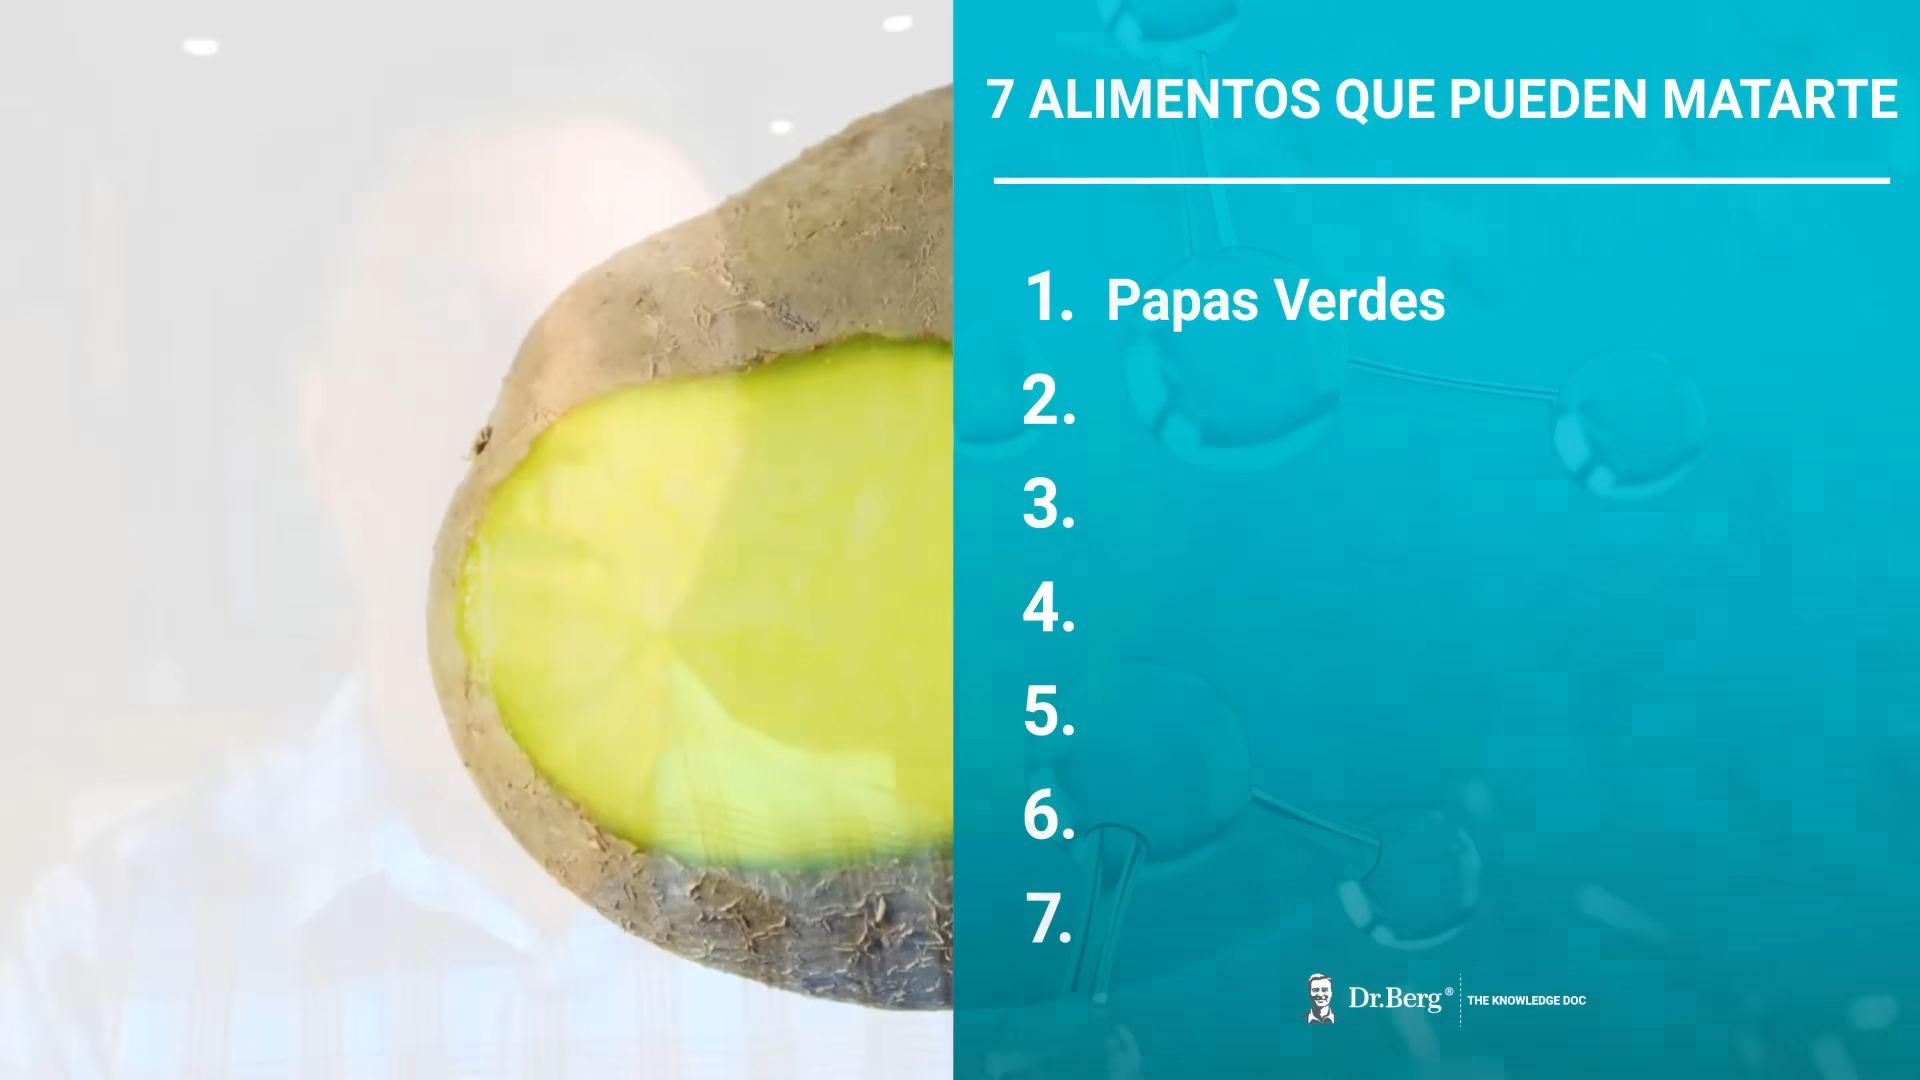 7 ALIMENTOS QUE PUEDEN MATARTE
1. Papas Verdes
2.
3.
4.
5.
6.
7.
Dr.Berg® THE KNOWLEDGE DOC